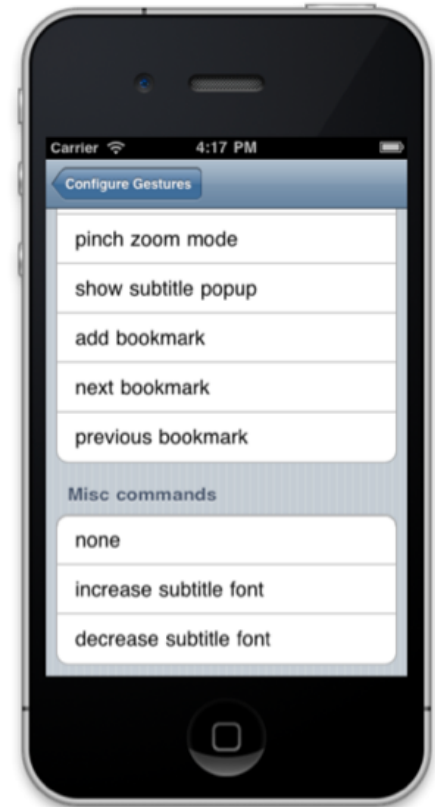 Carrier 4:17 PM
Configure Gestures
pinch zoom mode
show subtitle popup
add bookmark
next bookmark
previous bookmark
Misc commands
none
increase subtitle font
decrease subtitle font